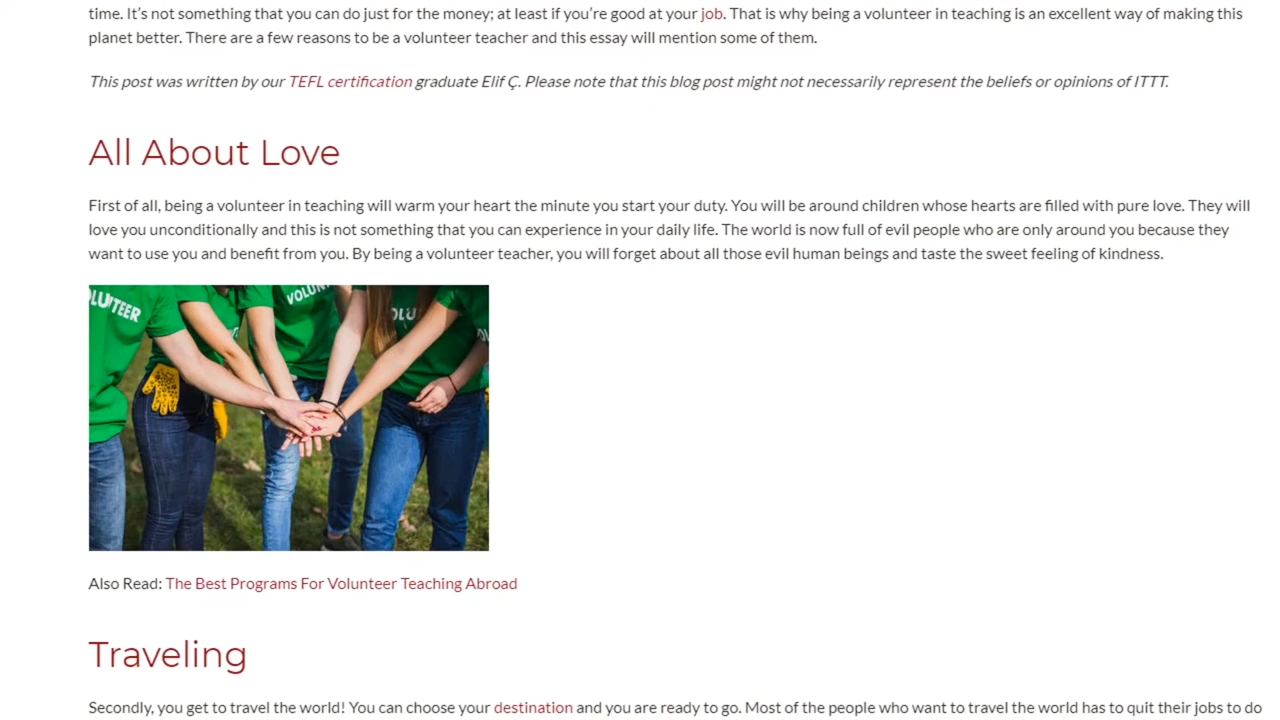 time. It's not something that you can do just for the money; at least if you're good at your job. That is why being a volunteer in teaching is an excellent way of making this
planet better. There are a few reasons to be a volunteer teacher and this essay will mention some of them.
This post was written by our TEFL certification graduate Elif Ç. Please note that this blog post might not necessarily represent the beliefs or opinions of ITTT.
All About Love
First of all, being a volunteer in teaching will warm your heart the minute you start your duty. You will be around children whose hearts are filled with pure love. They will
love you unconditionally and this is not something that you can experience in your daily life. The world is now full of evil people who are only around you because they
want to use you and benefit from you. By being a volunteer teacher, you will forget about all those evil human beings and taste the sweet feeling of kindness.
Also Read: The Best Programs For Volunteer Teaching Abroad
Traveling
Secondly, you get to travel the world! You can choose your destination and you are ready to go. Most of the people who want to travel the world has to quit their jobs to do